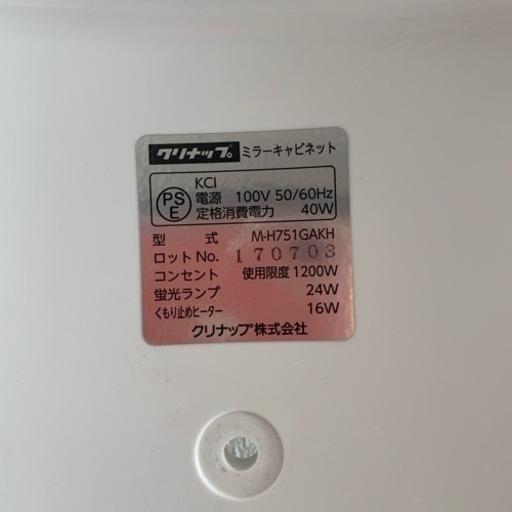 クリナップ。 ミラーキャビネット
KCI
PS
E
電源 100V 50/60Hz
定格消費電力 40W
型式 M-H751GAKH
ロットNo. 170703
コンセント 使用限度 1200W
蛍光ランプ 24W
くもり止めヒーター 16W
クリナップ株式会社